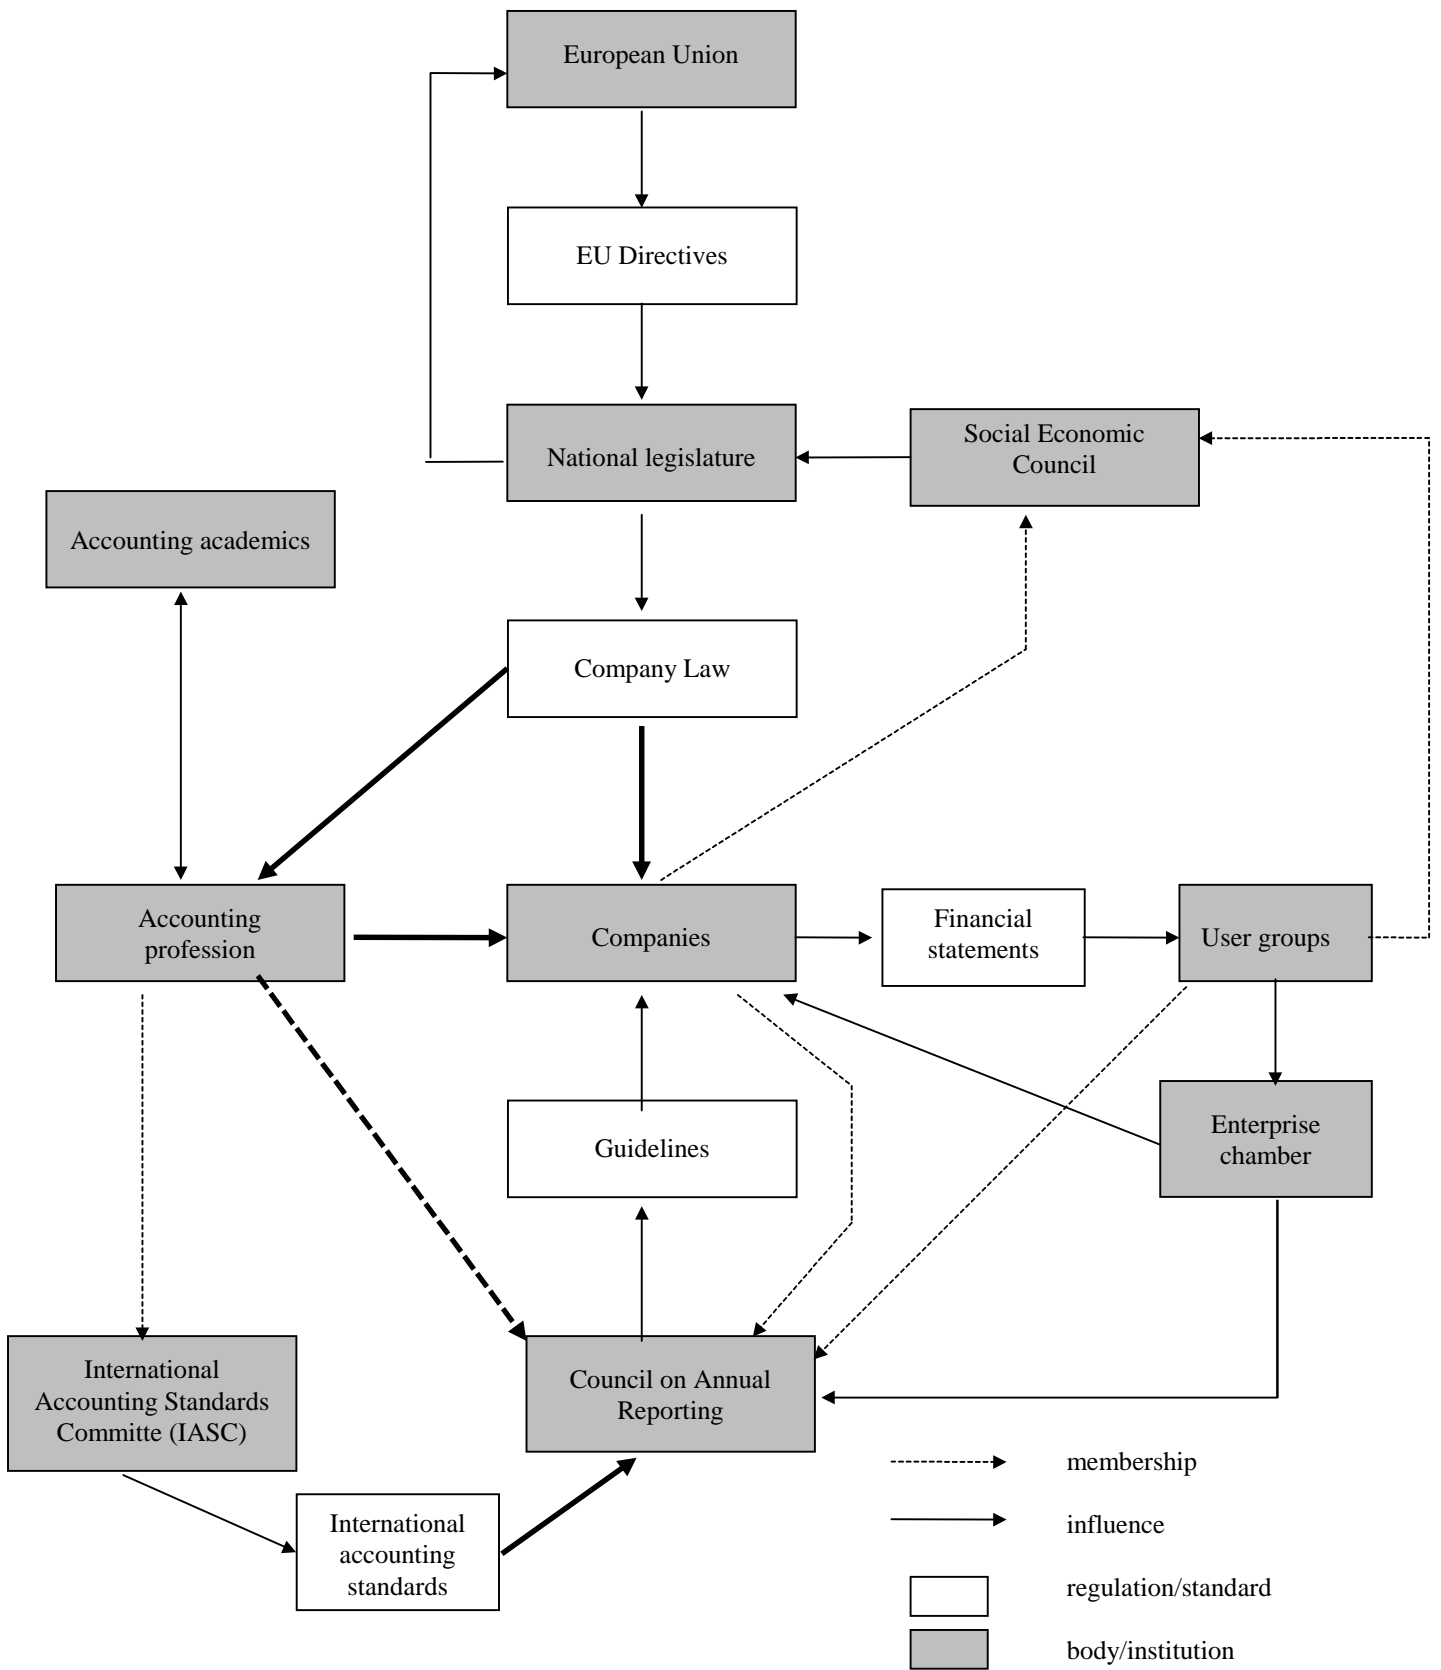 European Union
EU Directives
National legislature
Social Economic
Council
Accounting academics
Company Law
Accounting
profession
Companies
Financial
statements
User groups
Guidelines
Enterprise
chamber
International
Accounting Standards
Committe (IASC)
Council on Annual
Reporting
International
accounting
standards
membership
influence
regulation/standard
body/institution